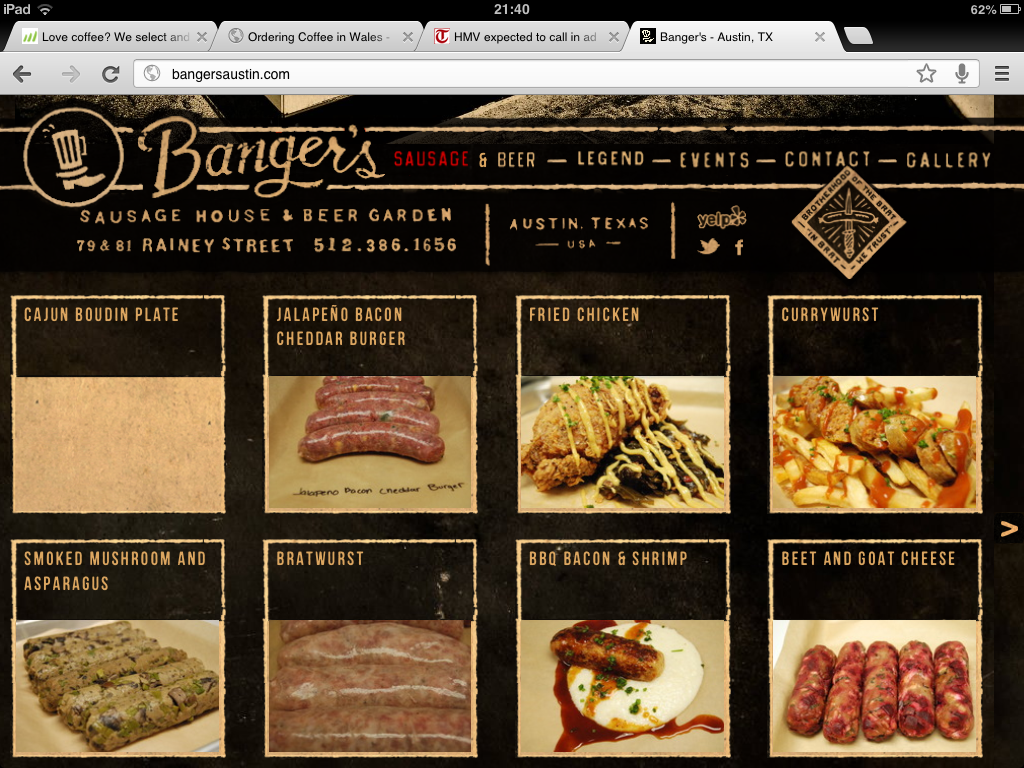 iPad
21:40
62%
Love coffee? We select and
Ordering Coffee in Wales -
HMV expected to call in ad
Banger's - Austin, TX
bangersaustin.com
Banger's
SAUSAGE & BEER — LEGEND — EVENTS — CONTACT — GALLERY
SAUSAGE HOUSE & BEER GARDEN
79 & 81 RAINEY STREET 512.386.1656
AUSTIN, TEXAS
— USA —
yelp
BROTHERHOOD OF THE BRAT
IN BRAT WE TRUST
CAJUN BOUDIN PLATE
JALAPEÑO BACON
CHEDDAR BURGER
FRIED CHICKEN
CURRYWURST
Jalapeno Bacon Cheddar Burger
>
SMOKED MUSHROOM AND
ASPARAGUS
BRATWURST
BBQ BACON & SHRIMP
BEET AND GOAT CHEESE